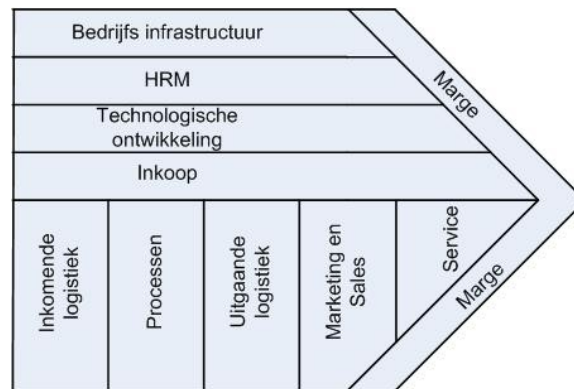 Bedrijfs infrastructuur
HRM
Technologische
ontwikkeling
Inkoop
Marge
Inkomende
logistiek
Processen
Uitgaande
logistiek
Marketing en
Sales
Service
Marge